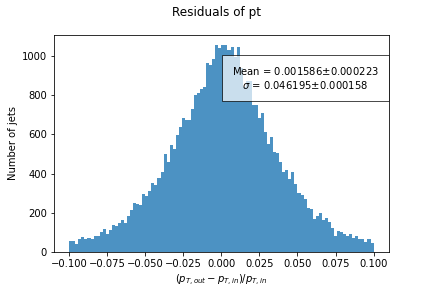 Residuals of pt
Mean = 0.001586±0.000223
σ = 0.046195±0.000158
Number of jets
1000
800
600
400
200
0
−0.100 −0.075 −0.050 −0.025 0.000 0.025 0.050 0.075 0.100
(p_{T,out} − p_{T,in})/p_{T,in}